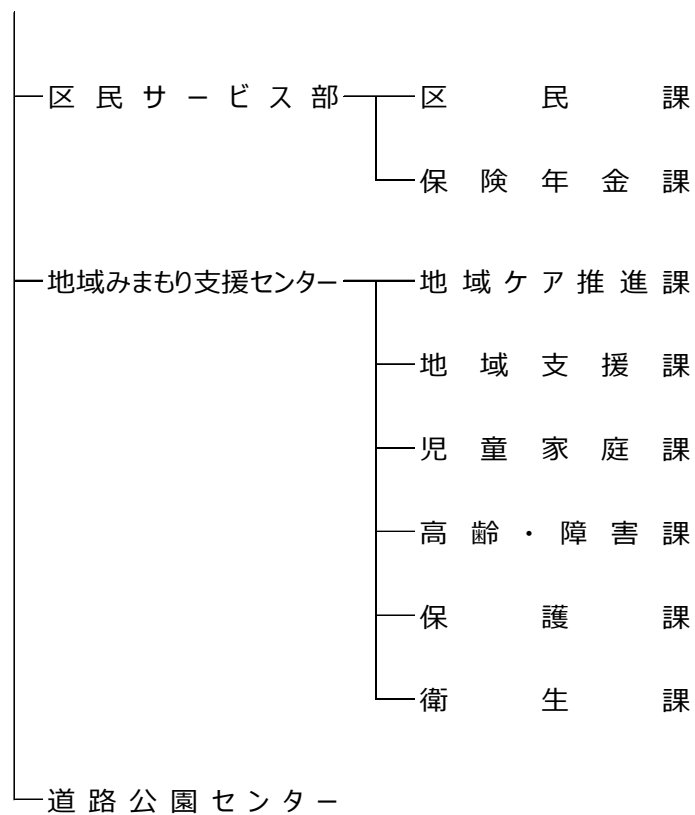 区民サービス部 区民課
保険年金課
地域みまもり支援センター 地域ケア推進課
地域支援課
児童家庭課
高齢・障害課
保護課
衛生課
道路公園センター